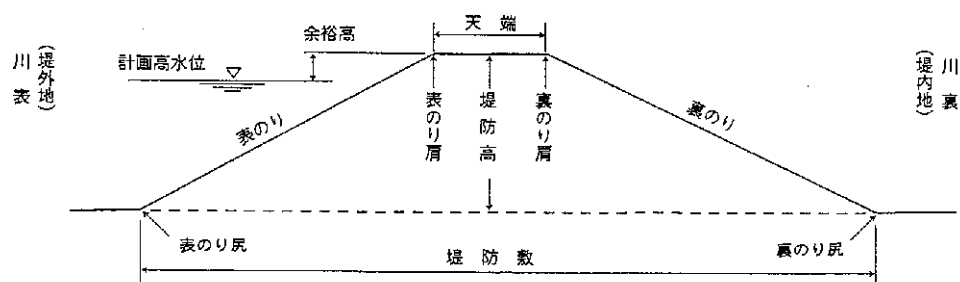 天端
余裕高
計画高水位
川表
(堤外地)
川裏
(堤内地)
表のり
表のり肩
堤防高
裏のり肩
裏のり
表のり尻
裏のり尻
堤防敷